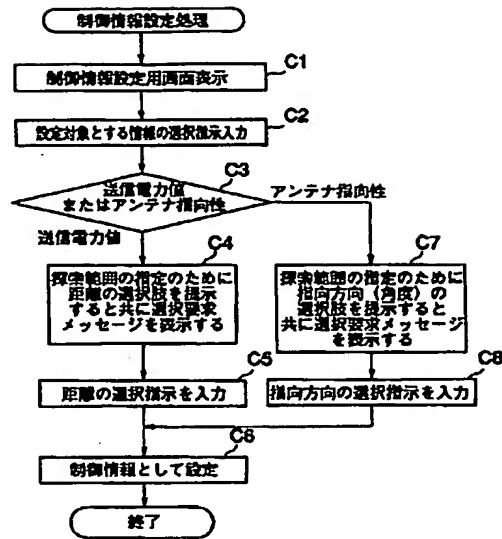 制御情報設定処理
C1
制御情報設定用画面表示
C2
設定対象とする情報の選択指示入力
C3
送信電力値
またはアンテナ指向性
アンテナ指向性
送信電力値
C4
探索範囲の指定のために
距離の選択肢を提示
すると共に選択要求
メッセージを表示する
C7
探索範囲の指定のために
指向方向(角度)の
選択肢を提示すると
共に選択要求メッセージ
を表示する
C5
距離の選択指示を入力
C8
指向方向の選択指示を入力
C6
制御情報として設定
終了